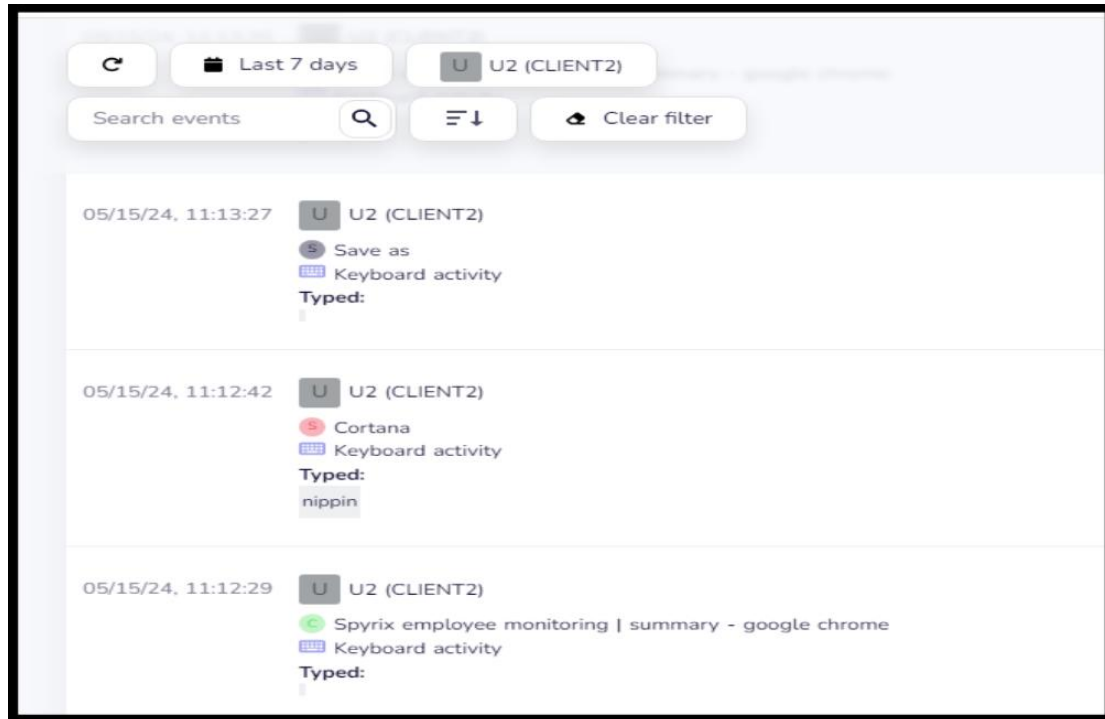 Last 7 days
U U2 (CLIENT2)
Search events
Clear filter
05/15/24, 11:13:27
U U2 (CLIENT2)
S Save as
Keyboard activity
Typed:
05/15/24, 11:12:42
U U2 (CLIENT2)
S Cortana
Keyboard activity
Typed:
nippin
05/15/24, 11:12:29
U U2 (CLIENT2)
C Spyrix employee monitoring | summary - google chrome
Keyboard activity
Typed: